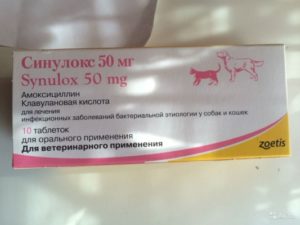 Синулокс 50 мг
Synulox 50 mg
Амоксициллин
Клавулановая кислота
для лечения
инфекционных заболеваний бактериальной этиологии у собак и кошек
10 таблеток
для орального применения
Для ветеринарного применения
zoetis